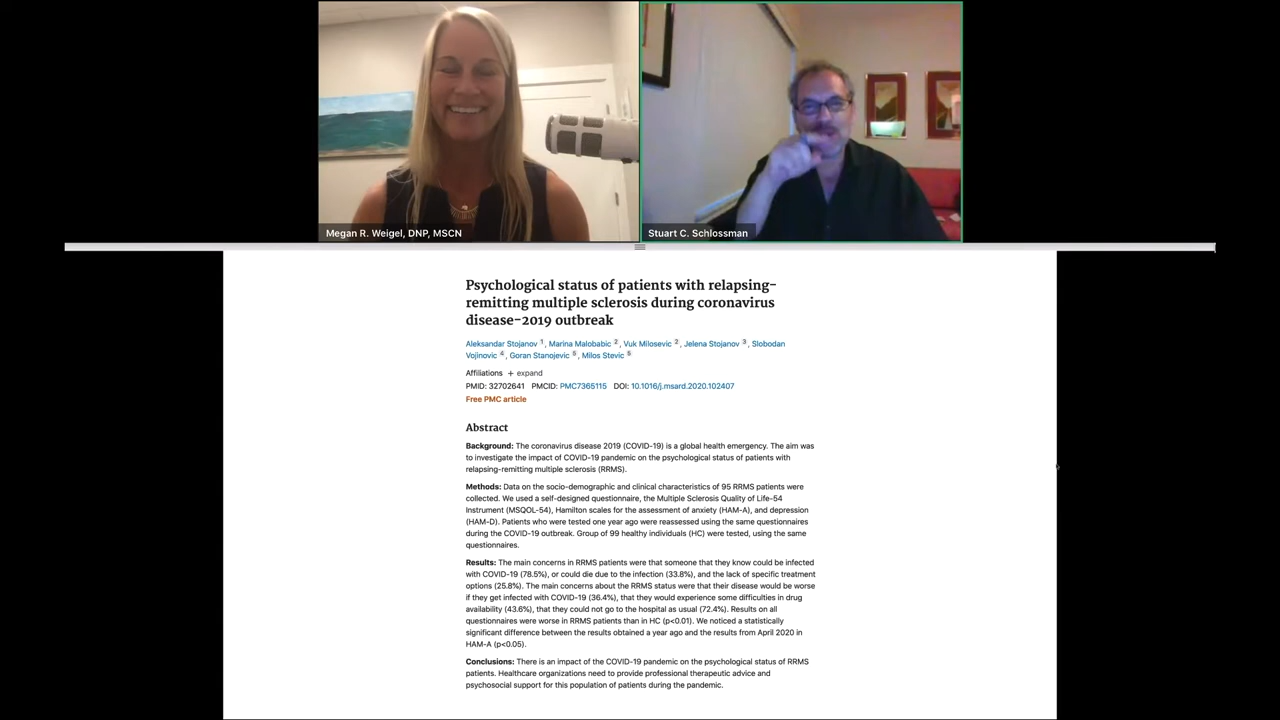 Megan R. Weigel, DNP, MSCN
Stuart C. Schlossman
Psychological status of patients with relapsing-
remitting multiple sclerosis during coronavirus
disease-2019 outbreak
Aleksandar Stojanov 1, Marina Malobabic 2, Vuk Milosevic 2, Jelena Stojanov 3, Slobodan
Vojinovic 4, Goran Stanojevic 5, Milos Stevic 5
Affiliations + expand
PMID: 32702641 PMCID: PMC7365115 DOI: 10.1016/j.msard.2020.102407
Free PMC article
Abstract
Background: The coronavirus disease 2019 (COVID-19) is a global health emergency. The aim was
to investigate the impact of COVID-19 pandemic on the psychological status of patients with
relapsing-remitting multiple sclerosis (RRMS).
Methods: Data on the socio-demographic and clinical characteristics of 95 RRMS patients were
collected. We used a self-designed questionnaire, the Multiple Sclerosis Quality of Life-54
Instrument (MSQOL-54), Hamilton scales for the assessment of anxiety (HAM-A), and depression
(HAM-D). Patients who were tested one year ago were reassessed using the same questionnaires
during the COVID-19 outbreak. Group of 99 healthy individuals (HC) were tested, using the same
questionnaires.
Results: The main concerns in RRMS patients were that someone that they know could be infected
with COVID-19 (78.5%), or could die due to the infection (33.8%), and the lack of specific treatment
options (25.8%). The main concerns about the RRMS status were that their disease would be worse
if they get infected with COVID-19 (36.4%), that they would experience some difficulties in drug
availability (43.6%), that they could not go to the hospital as usual (72.4%). Results on all
questionnaires were worse in RRMS patients than in HC (p<0.01). We noticed a statistically
significant difference between the results obtained a year ago and the results from April 2020 in
HAM-A (p<0.05).
Conclusions: There is an impact of the COVID-19 pandemic on the psychological status of RRMS
patients. Healthcare organizations need to provide professional therapeutic advice and
psychosocial support for this population of patients during the pandemic.